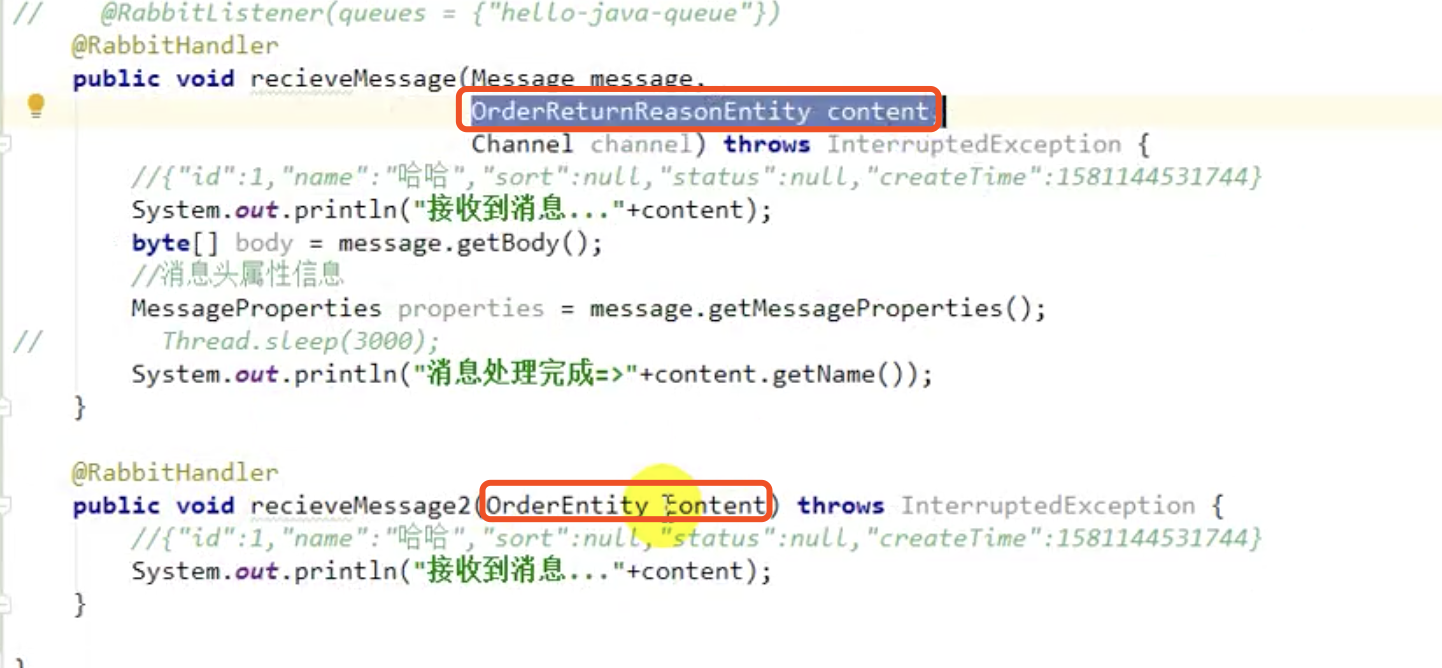 //    @RabbitListener(queues = {"hello-java-queue"})
@RabbitHandler
public void recieveMessage(Message message,
OrderReturnReasonEntity content,
Channel channel) throws InterruptedException {
//{"id":1,"name":"哈哈","sort":null,"status":null,"createTime":1581144531744}
System.out.println("接收到消息..."+content);
byte[] body = message.getBody();
//消息头属性信息
MessageProperties properties = message.getMessageProperties();
//        Thread.sleep(3000);
System.out.println("消息处理完成=>"+content.getName());
}
@RabbitHandler
public void recieveMessage2(OrderEntity content) throws InterruptedException {
//{"id":1,"name":"哈哈","sort":null,"status":null,"createTime":1581144531744}
System.out.println("接收到消息..."+content);
}
}